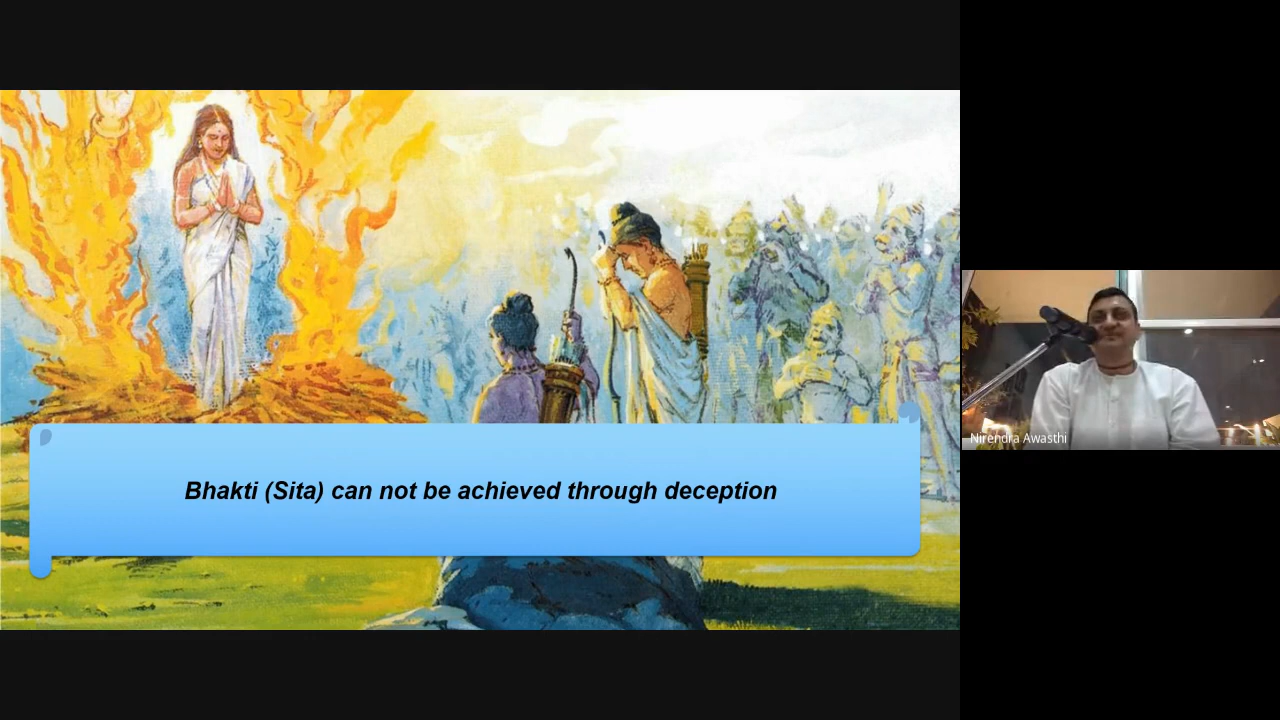 Bhakti (Sita) can not be achieved through deception
Nirendra Awasthi